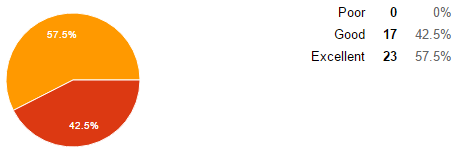 57.5%
42.5%
Poor 0 0%
Good 17 42.5%
Excellent 23 57.5%